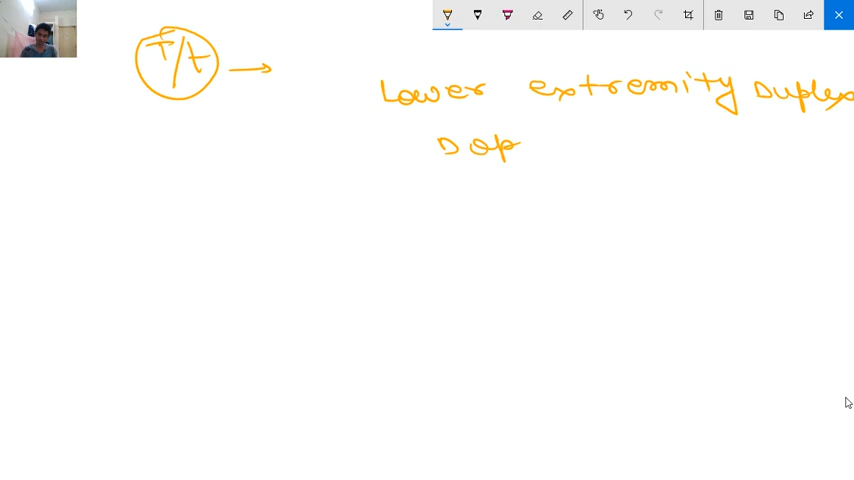 T/t →
Lower extremity Duplex
Dop